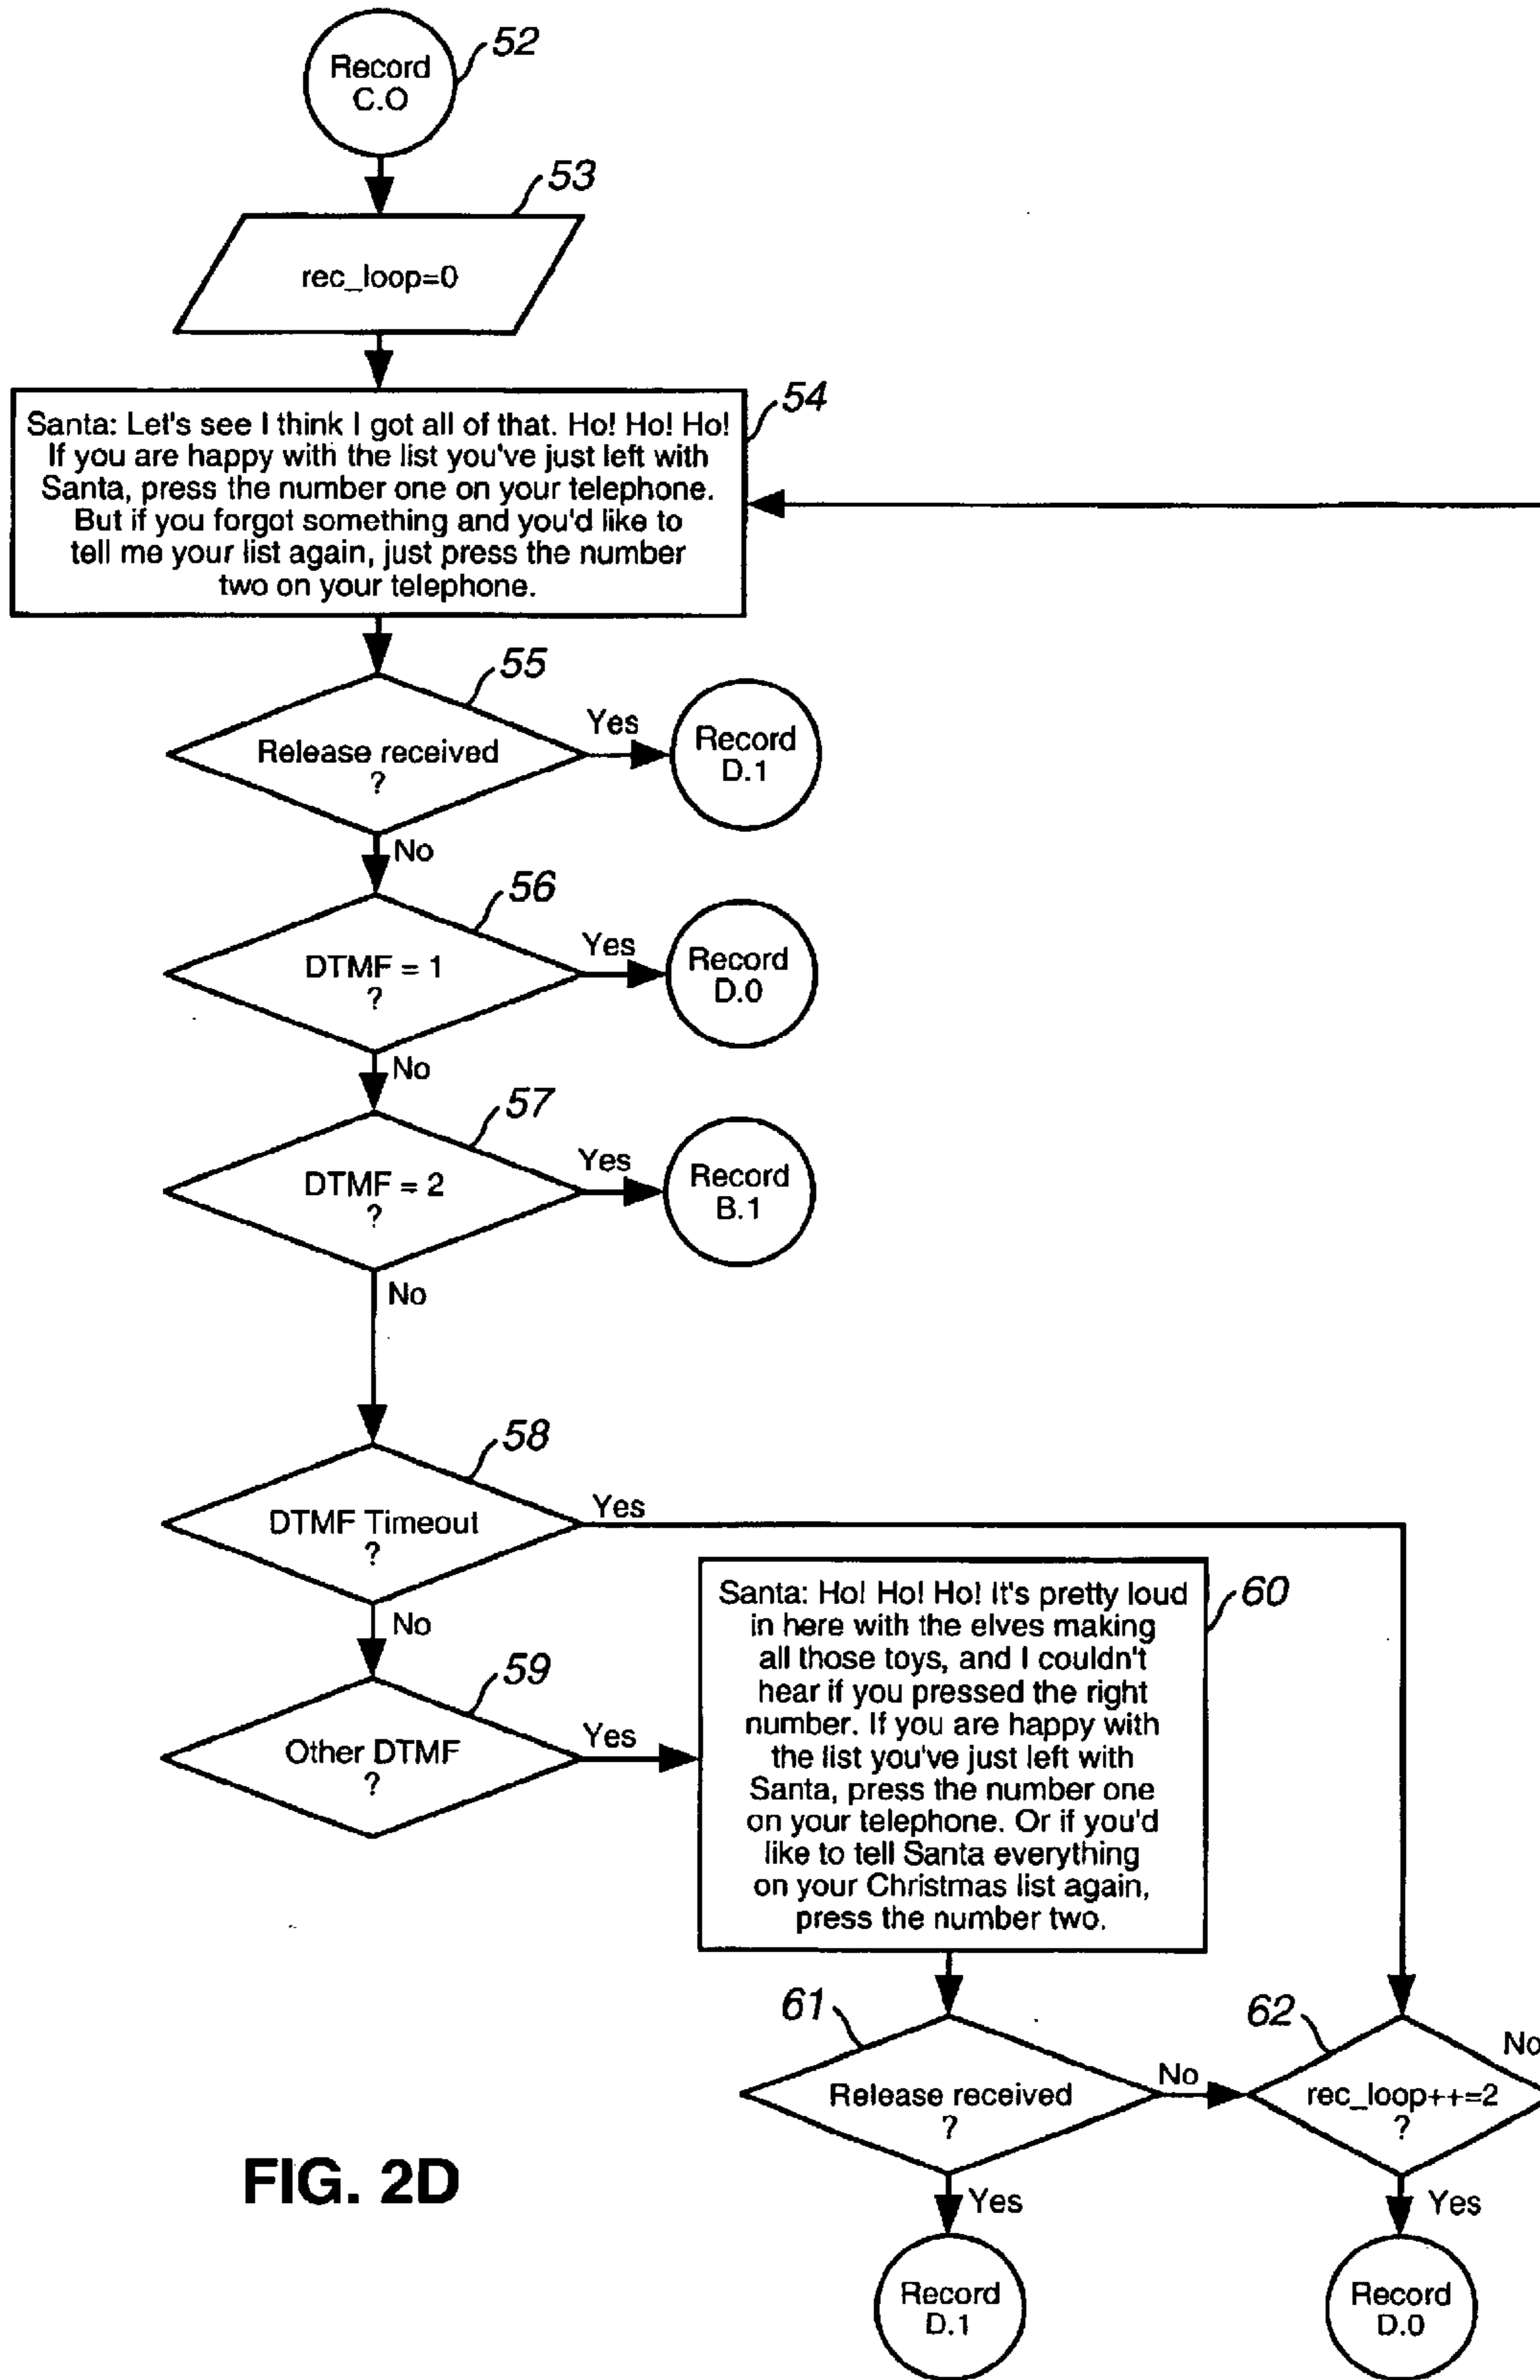 52
Record
C.O
53
rec_loop=0
54
Santa: Let's see I think I got all of that. Ho! Ho! Ho!
If you are happy with the list you've just left with
Santa, press the number one on your telephone.
But if you forgot something and you'd like to
tell me your list again, just press the number
two on your telephone.
55
Release received
?
Yes
Record
D.1
No
56
DTMF = 1
?
Yes
Record
D.0
No
57
DTMF = 2
?
Yes
Record
B.1
No
58
DTMF Timeout
?
Yes
No
59
Other DTMF
?
Yes
60
Santa: Ho! Ho! Ho! It's pretty loud
in here with the elves making
all those toys, and I couldn't
hear if you pressed the right
number. If you are happy with
the list you've just left with
Santa, press the number one
on your telephone. Or if you'd
like to tell Santa everything
on your Christmas list again,
press the number two.
61
Release received
?
No
Yes
Record
D.1
62
rec_loop++=2
?
No
Yes
Record
D.0
FIG. 2D